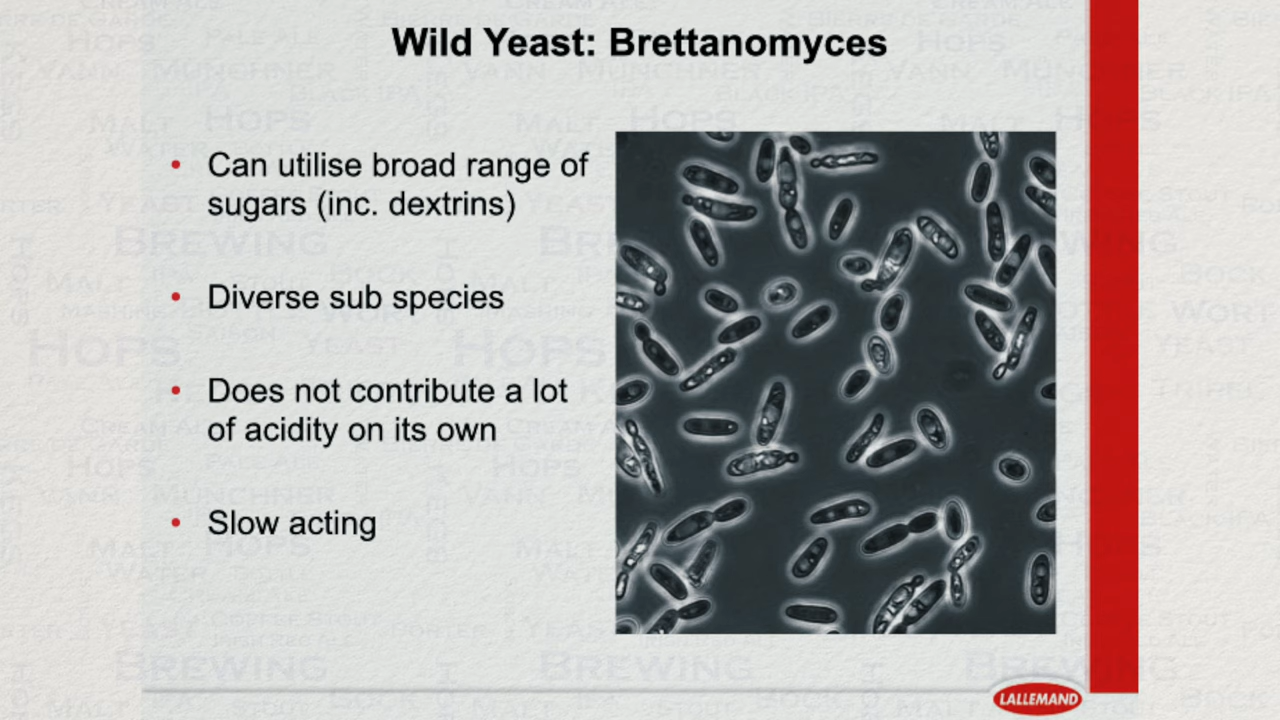 Wild Yeast: Brettanomyces
• Can utilise broad range of
sugars (inc. dextrins)
• Diverse sub species
• Does not contribute a lot
of acidity on its own
• Slow acting
LALLEMAND